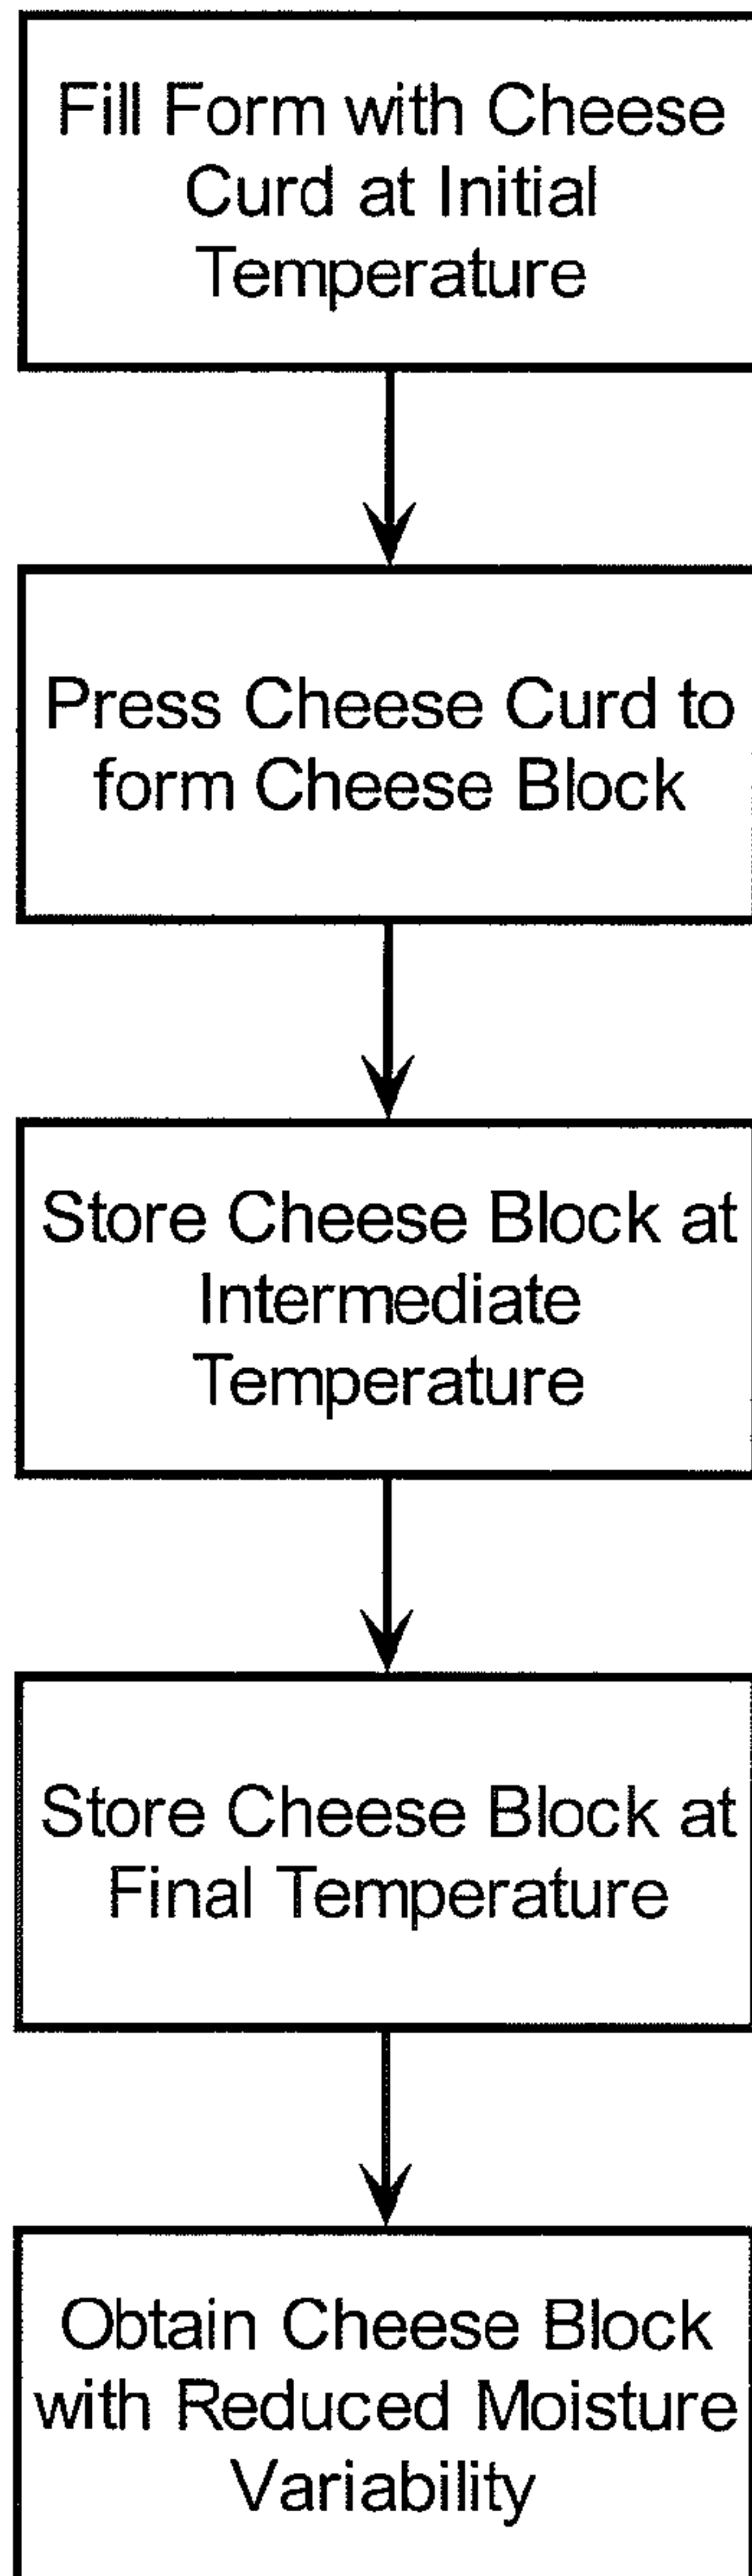 Fill Form with Cheese
Curd at Initial
Temperature
Press Cheese Curd to
form Cheese Block
Store Cheese Block at
Intermediate
Temperature
Store Cheese Block at
Final Temperature
Obtain Cheese Block
with Reduced Moisture
Variability